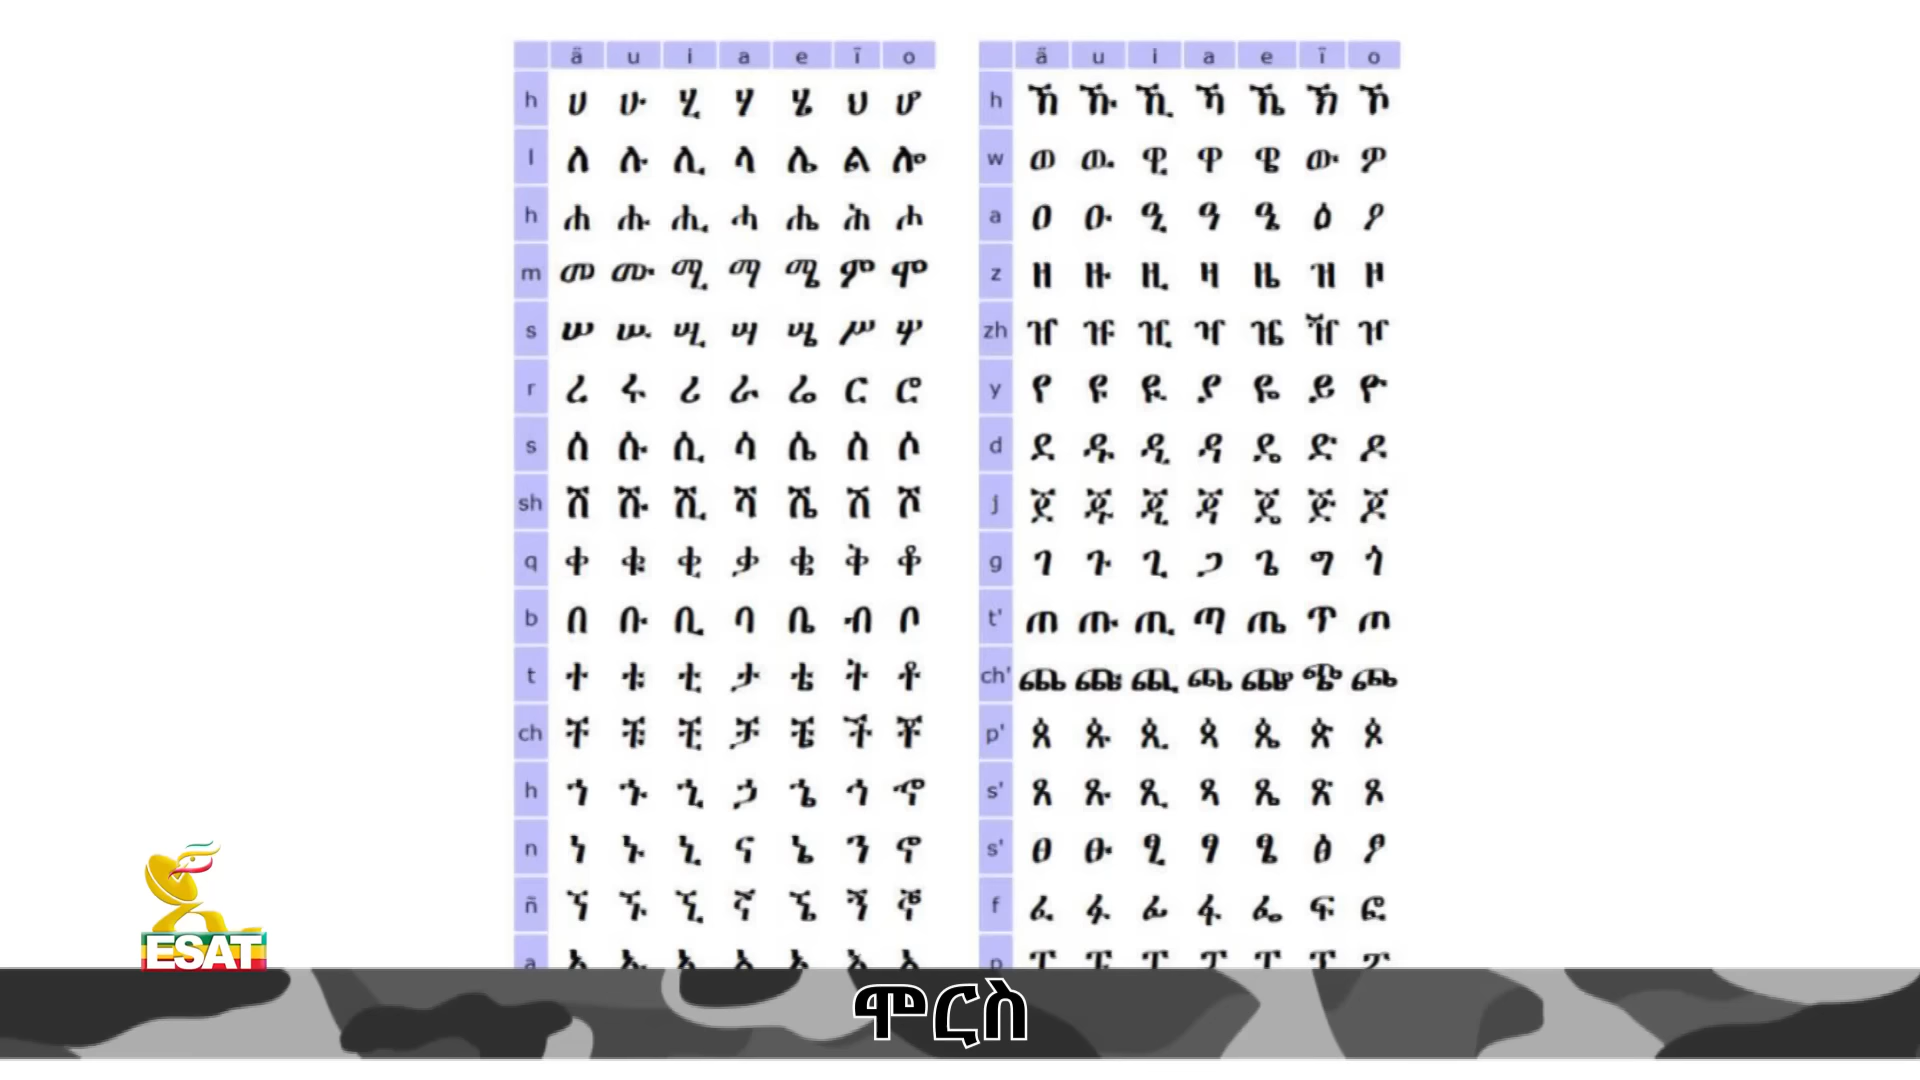 ä u i a e ī o
h ሀ ሁ ሂ ሃ ሄ ህ ሆ
l ለ ሉ ሊ ላ ሌ ል ሎ
h ሐ ሑ ሒ ሓ ሔ ሕ ሖ
m መ ሙ ሚ ማ ሜ ም ሞ
s ሠ ሡ ሢ ሣ ሤ ሥ ሦ
r ረ ሩ ሪ ራ ሬ ር ሮ
s ሰ ሱ ሲ ሳ ሴ ስ ሶ
sh ሸ ሹ ሺ ሻ ሼ ሽ ሾ
q ቀ ቁ ቂ ቃ ቄ ቅ ቆ
b በ ቡ ቢ ባ ቤ ብ ቦ
t ተ ቱ ቲ ታ ቴ ት ቶ
ch ቸ ቹ ቺ ቻ ቼ ች ቾ
h ኀ ኁ ኂ ኃ ኄ ኅ ኆ
n ነ ኑ ኒ ና ኔ ን ኖ
ñ ኘ ኙ ኚ ኛ ኜ ኝ ኞ
a አ ኡ ኢ ኣ ኤ እ ኦ
ä u i a e ī o
h ኸ ኹ ኺ ኻ ኼ ኽ ኾ
w ወ ዉ ዊ ዋ ዌ ው ዎ
a ዐ ዑ ዒ ዓ ዔ ዕ ዖ
z ዘ ዙ ዚ ዛ ዜ ዝ ዞ
zh ዠ ዡ ዢ ዣ ዤ ዥ ዦ
y የ ዩ ዪ ያ ዬ ይ ዮ
d ደ ዱ ዲ ዳ ዴ ድ ዶ
j ጀ ጁ ጂ ጃ ጄ ጅ ጆ
g ገ ጉ ጊ ጋ ጌ ግ ጎ
t' ጠ ጡ ጢ ጣ ጤ ጥ ጦ
ch' ጨ ጩ ጪ ጫ ጬ ጭ ጮ
p' ጰ ጱ ጲ ጳ ጴ ጵ ጶ
s' ጸ ጹ ጺ ጻ ጼ ጽ ጾ
s' ፀ ፁ ፂ ፃ ፄ ፅ ፆ
f ፈ ፉ ፊ ፋ ፌ ፍ ፎ
p ፐ ፑ ፒ ፓ ፔ ፕ ፖ
ESAT
ሞርስ